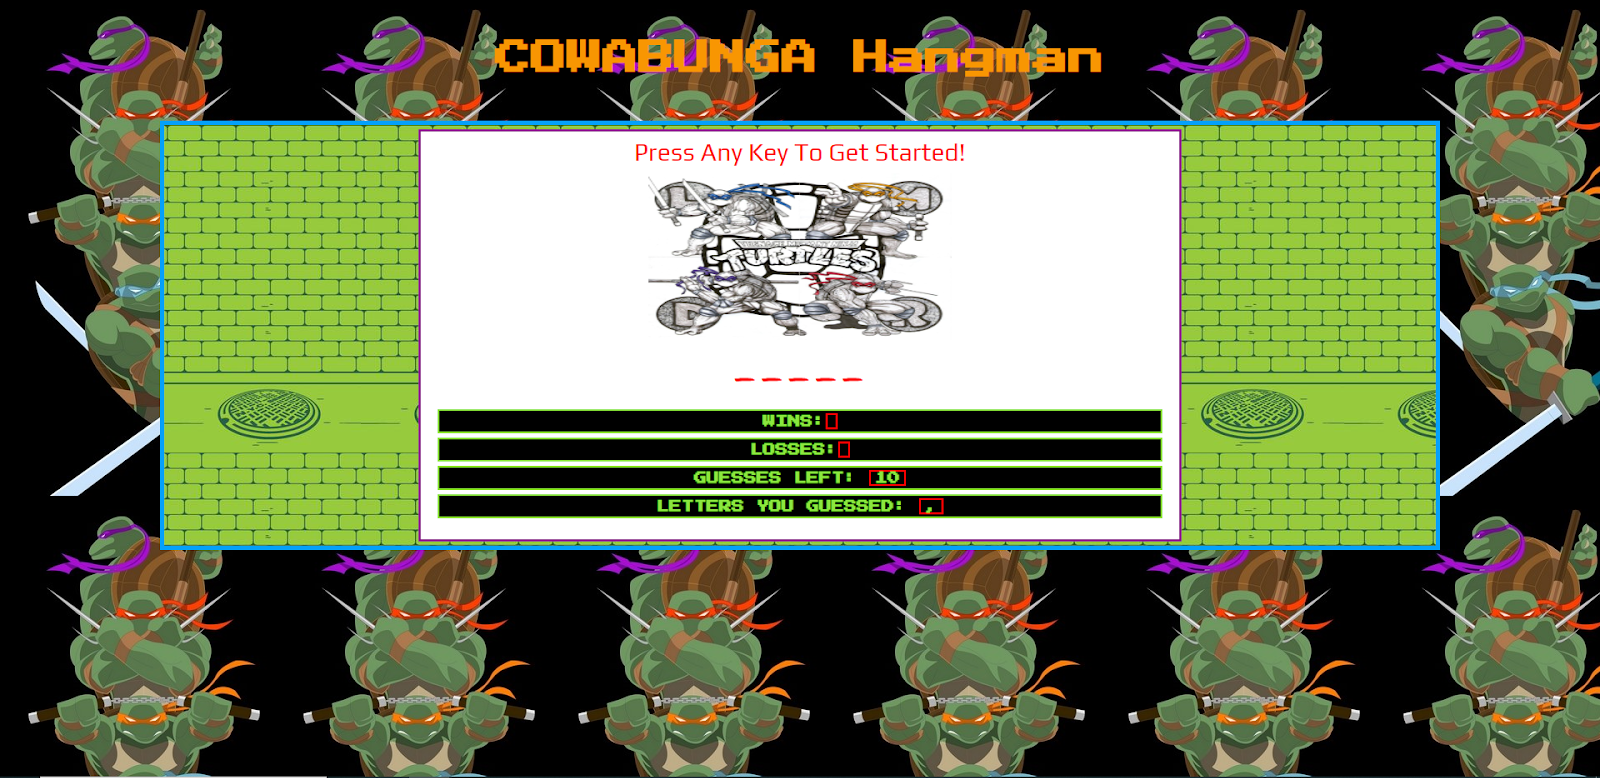 COWABUNGA Hangman
Press Any Key To Get Started!
TURTLES
_ _ _ _ _
WINS:
LOSSES:
GUESSES LEFT: 10
LETTERS YOU GUESSED: ,